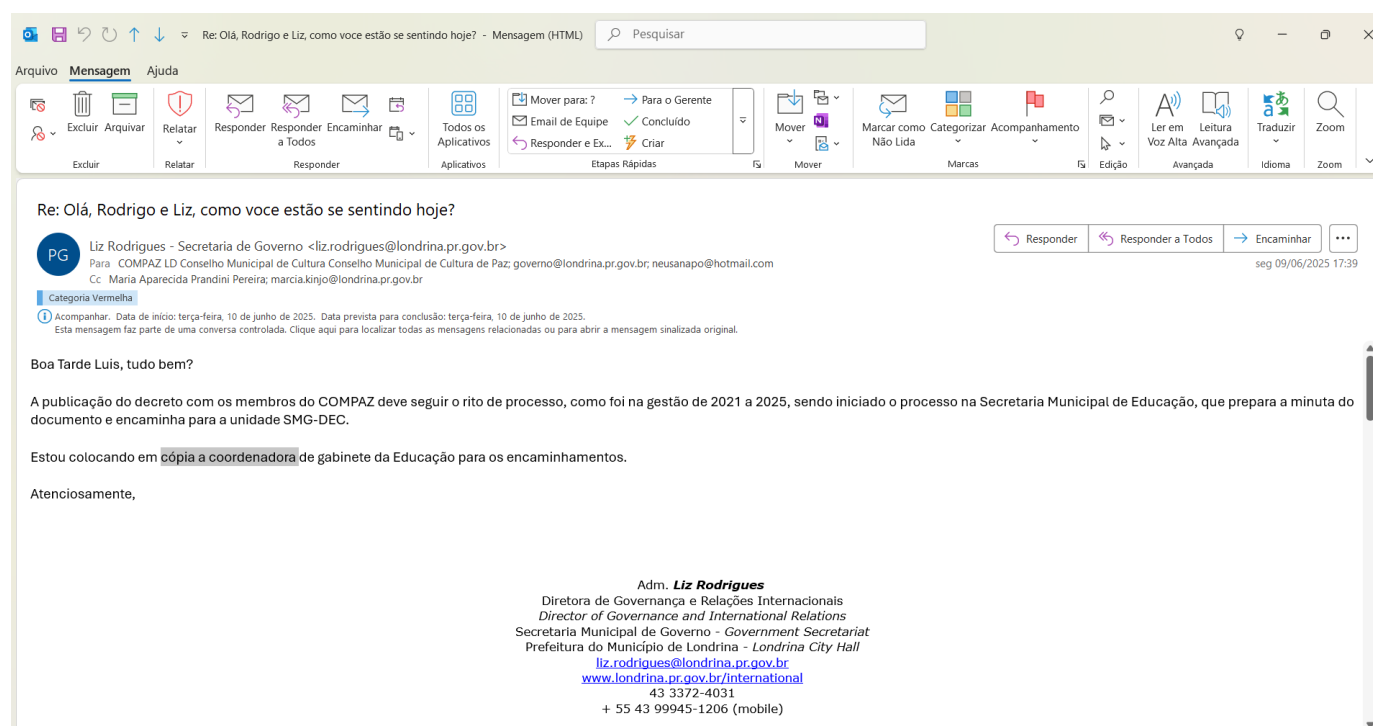 Re: Olá, Rodrigo e Liz, como voce estão se sentindo hoje? - Mensagem (HTML)
Pesquisar
Arquivo Mensagem Ajuda
Excluir Arquivar
Relatar
Responder Responder a Todos Encaminhar
Todos os Aplicativos
Mover para: ? Para o Gerente
Email de Equipe Concluído
Responder e Ex... Criar
Mover
Marcar como Não Lida Categorizar Acompanhamento
Ler em Voz Alta Leitura Avançada
Traduzir
Zoom
Excluir Relatar Responder Aplicativos Etapas Rápidas Mover Marcas Edição Avançada Idioma Zoom
Re: Olá, Rodrigo e Liz, como voce estão se sentindo hoje?
PG
Liz Rodrigues - Secretaria de Governo <liz.rodrigues@londrina.pr.gov.br>
Para COMPAZ LD Conselho Municipal de Cultura Conselho Municipal de Cultura de Paz; governo@londrina.pr.gov.br; neusanapo@hotmail.com
Cc Maria Aparecida Prandini Pereira; marcia.kinjo@londrina.pr.gov.br
Responder Responder a Todos Encaminhar
seg 09/06/2025 17:39
Categoria Vermelha
Acompanhar. Data de início: terça-feira, 10 de junho de 2025. Data prevista para conclusão: terça-feira, 10 de junho de 2025.
Esta mensagem faz parte de uma conversa controlada. Clique aqui para localizar todas as mensagens relacionadas ou para abrir a mensagem sinalizada original.
Boa Tarde Luis, tudo bem?
A publicação do decreto com os membros do COMPAZ deve seguir o rito de processo, como foi na gestão de 2021 a 2025, sendo iniciado o processo na Secretaria Municipal de Educação, que prepara a minuta do
documento e encaminha para a unidade SMG-DEC.
Estou colocando em cópia a coordenadora de gabinete da Educação para os encaminhamentos.
Atenciosamente,
Adm. Liz Rodrigues
Diretora de Governança e Relações Internacionais
Director of Governance and International Relations
Secretaria Municipal de Governo - Government Secretariat
Prefeitura do Município de Londrina - Londrina City Hall
liz.rodrigues@londrina.pr.gov.br
www.londrina.pr.gov.br/international
43 3372-4031
+ 55 43 99945-1206 (mobile)